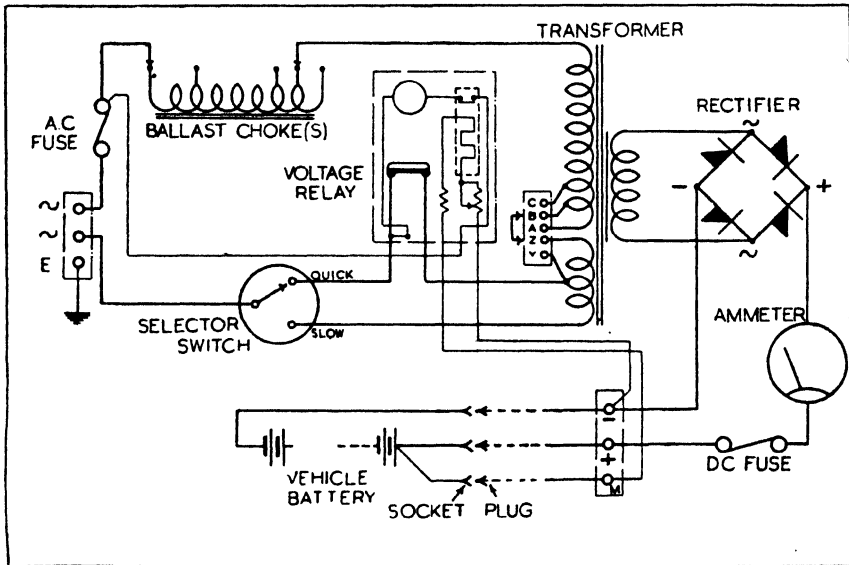 TRANSFORMER
RECTIFIER
A.C
FUSE
BALLAST CHOKE(S)
VOLTAGE
RELAY
~
- +
~
C
B
A
Z
Y
~
~
E
QUICK
SLOW
SELECTOR
SWITCH
AMMETER
-
+
M
DC FUSE
VEHICLE
BATTERY
SOCKET PLUG